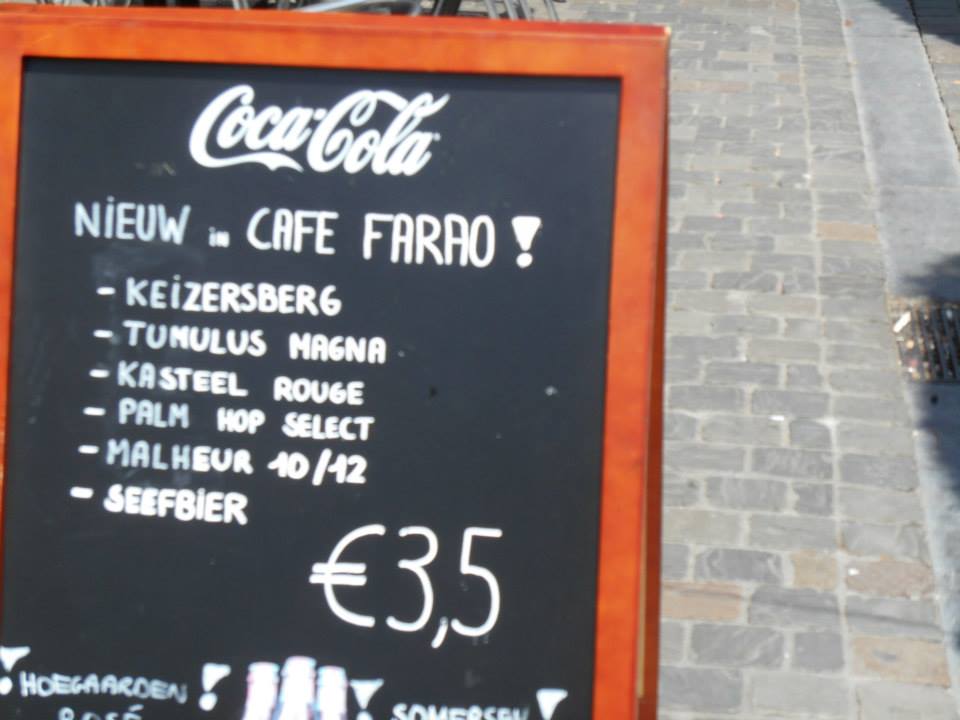 Coca-Cola
NiEUW in CAFE FARAO !
- KEiZERSBERG
- TUMULUS MAGNA
- KASTEEL ROUGE
- PALM HOP SELECT
- MALHEUR 10/12
- SEEFBiER
€3,5
! HOEGAARDEN !
ROSÉ
! SOMERSBY !